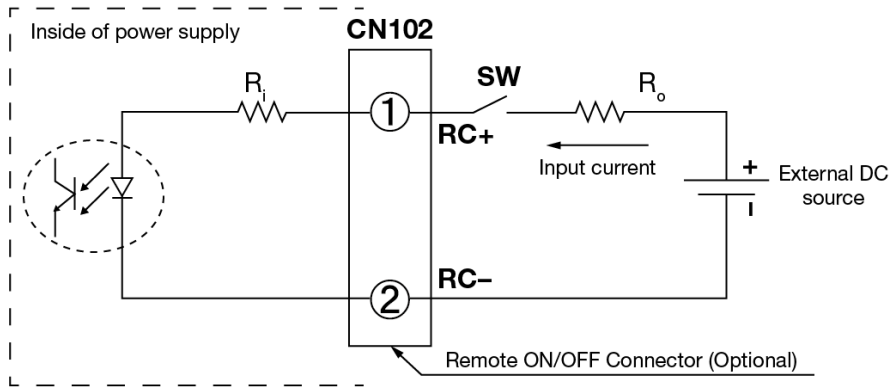 Inside of power supply
CN102
Ri
1
SW
Ro
RC+
Input current
+
External DC
source
−
2
RC−
Remote ON/OFF Connector (Optional)